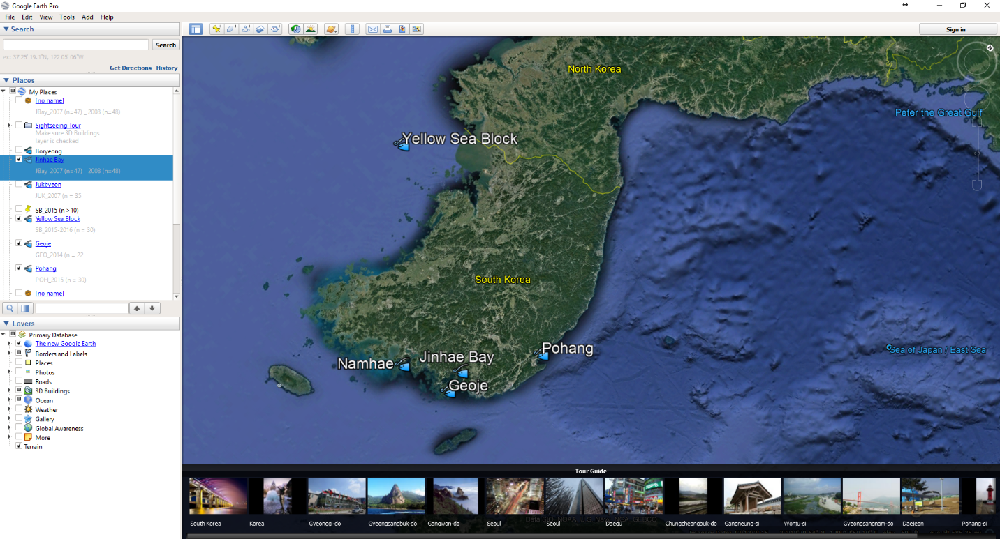 Google Earth Pro
File Edit View Tools Add Help
Search
Search
ex: 37 25' 19.1"N, 122 05' 06"W
Get Directions History
Places
My Places
[no name]
JBay_2007 (n=47) _ 2008 (n=48)
Sightseeing Tour
Make sure 3D Buildings
layer is checked
Boryeong
Jinhae Bay
JBay_2007 (n=47) _ 2008 (n=48)
Jukbyeon
JUK_2007 (n = 35
SB_2015 (n >10)
Yellow Sea Block
SB_2015-2016 (n = 30)
Geoje
GEO_2014 (n = 22
Pohang
POH_2015 (n = 30)
[no name]
Layers
Primary Database
The new Google Earth
Borders and Labels
Places
Photos
Roads
3D Buildings
Ocean
Weather
Gallery
Global Awareness
More
Terrain
Sign in
North Korea
Peter the Great Gulf
Yellow Sea Block
South Korea
Sea of Japan / East Sea
Pohang
Jinhae Bay
Namhae
Geoje
Tour Guide
South Korea Korea Gyeonggi-do Gyeongsangbuk-do Gangwon-do Seoul Seoul Daegu Chungcheongbuk-do Gangneung-si Wonju-si Gyeongsangnam-do Daejeon Pohang-si